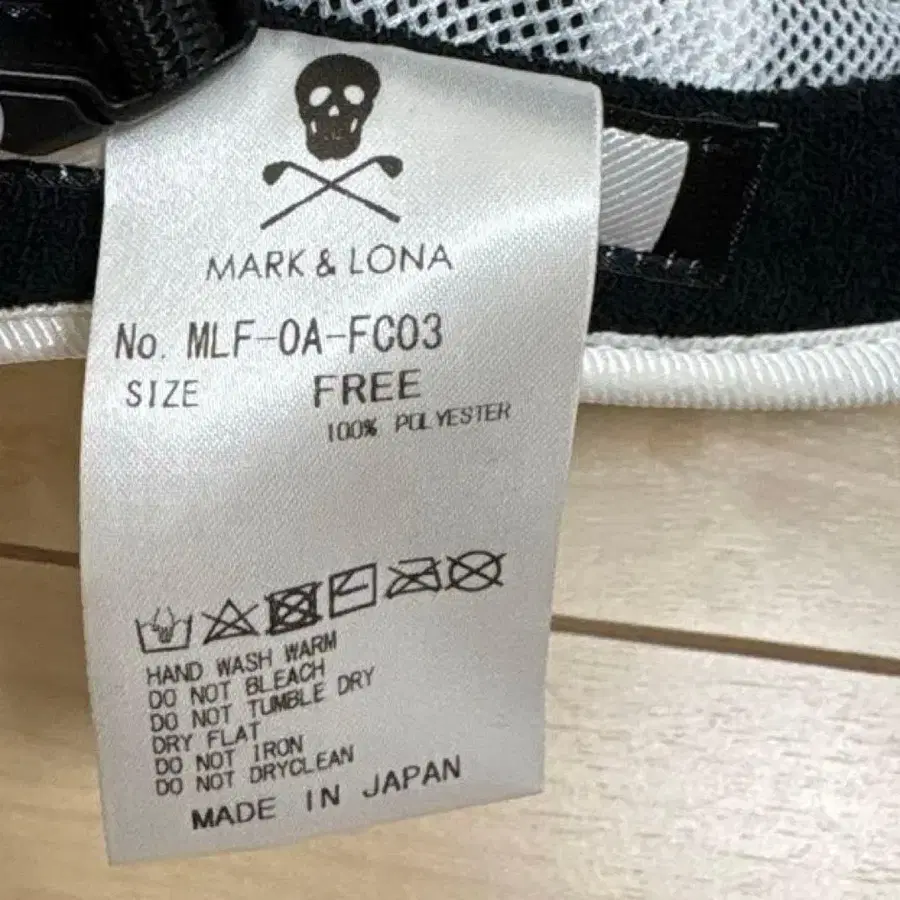 MARK & LONA
No. MLF-OA-FC03
SIZE FREE
100% POLYESTER
HAND WASH WARM
DO NOT BLEACH
DO NOT TUMBLE DRY
DRY FLAT
DO NOT IRON
DO NOT DRYCLEAN
MADE IN JAPAN